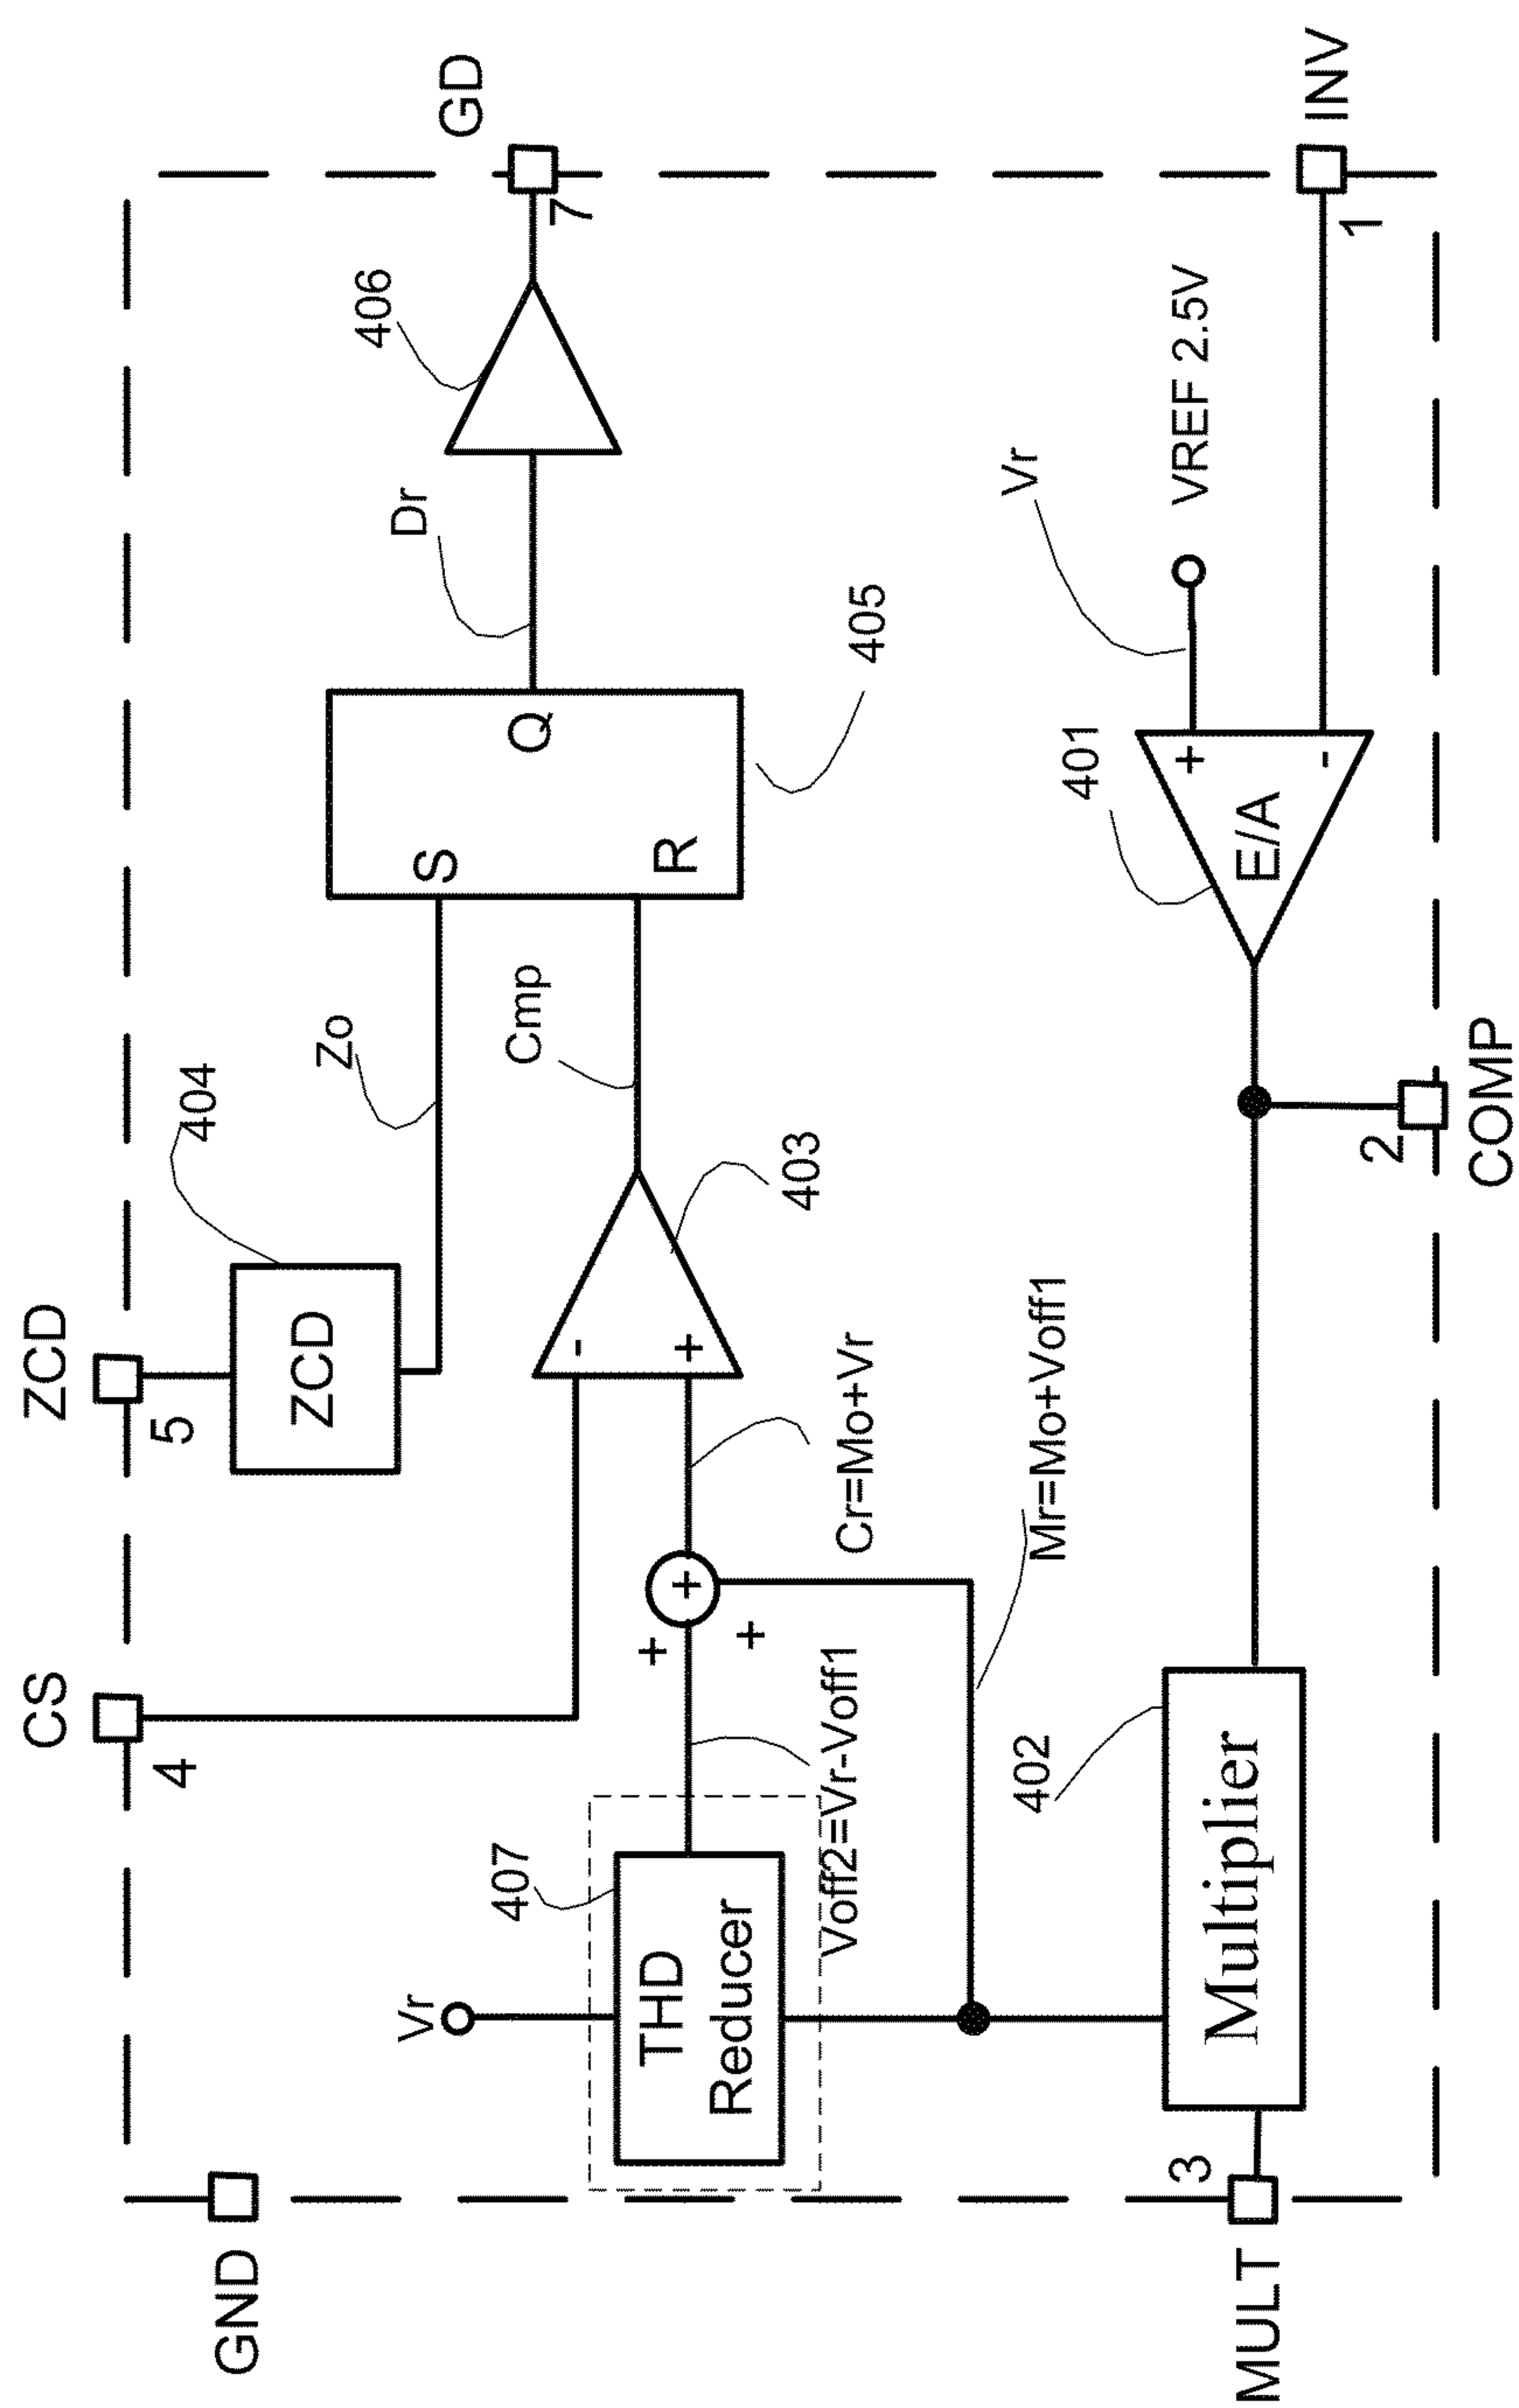 GND
CS
ZCD
4
5
ZCD
404
Zo
Vr
407
THD
Reducer
+
+
+
Voff2=Vr-Voff1
Cr=Mo+Vr
Mr=Mo+Voff1
-
+
403
Cmp
S
R
Q
405
Dr
406
7
GD
MULT
3
Multiplier
402
2
COMP
E/A
+
-
401
Vr
VREF 2.5V
1
INV